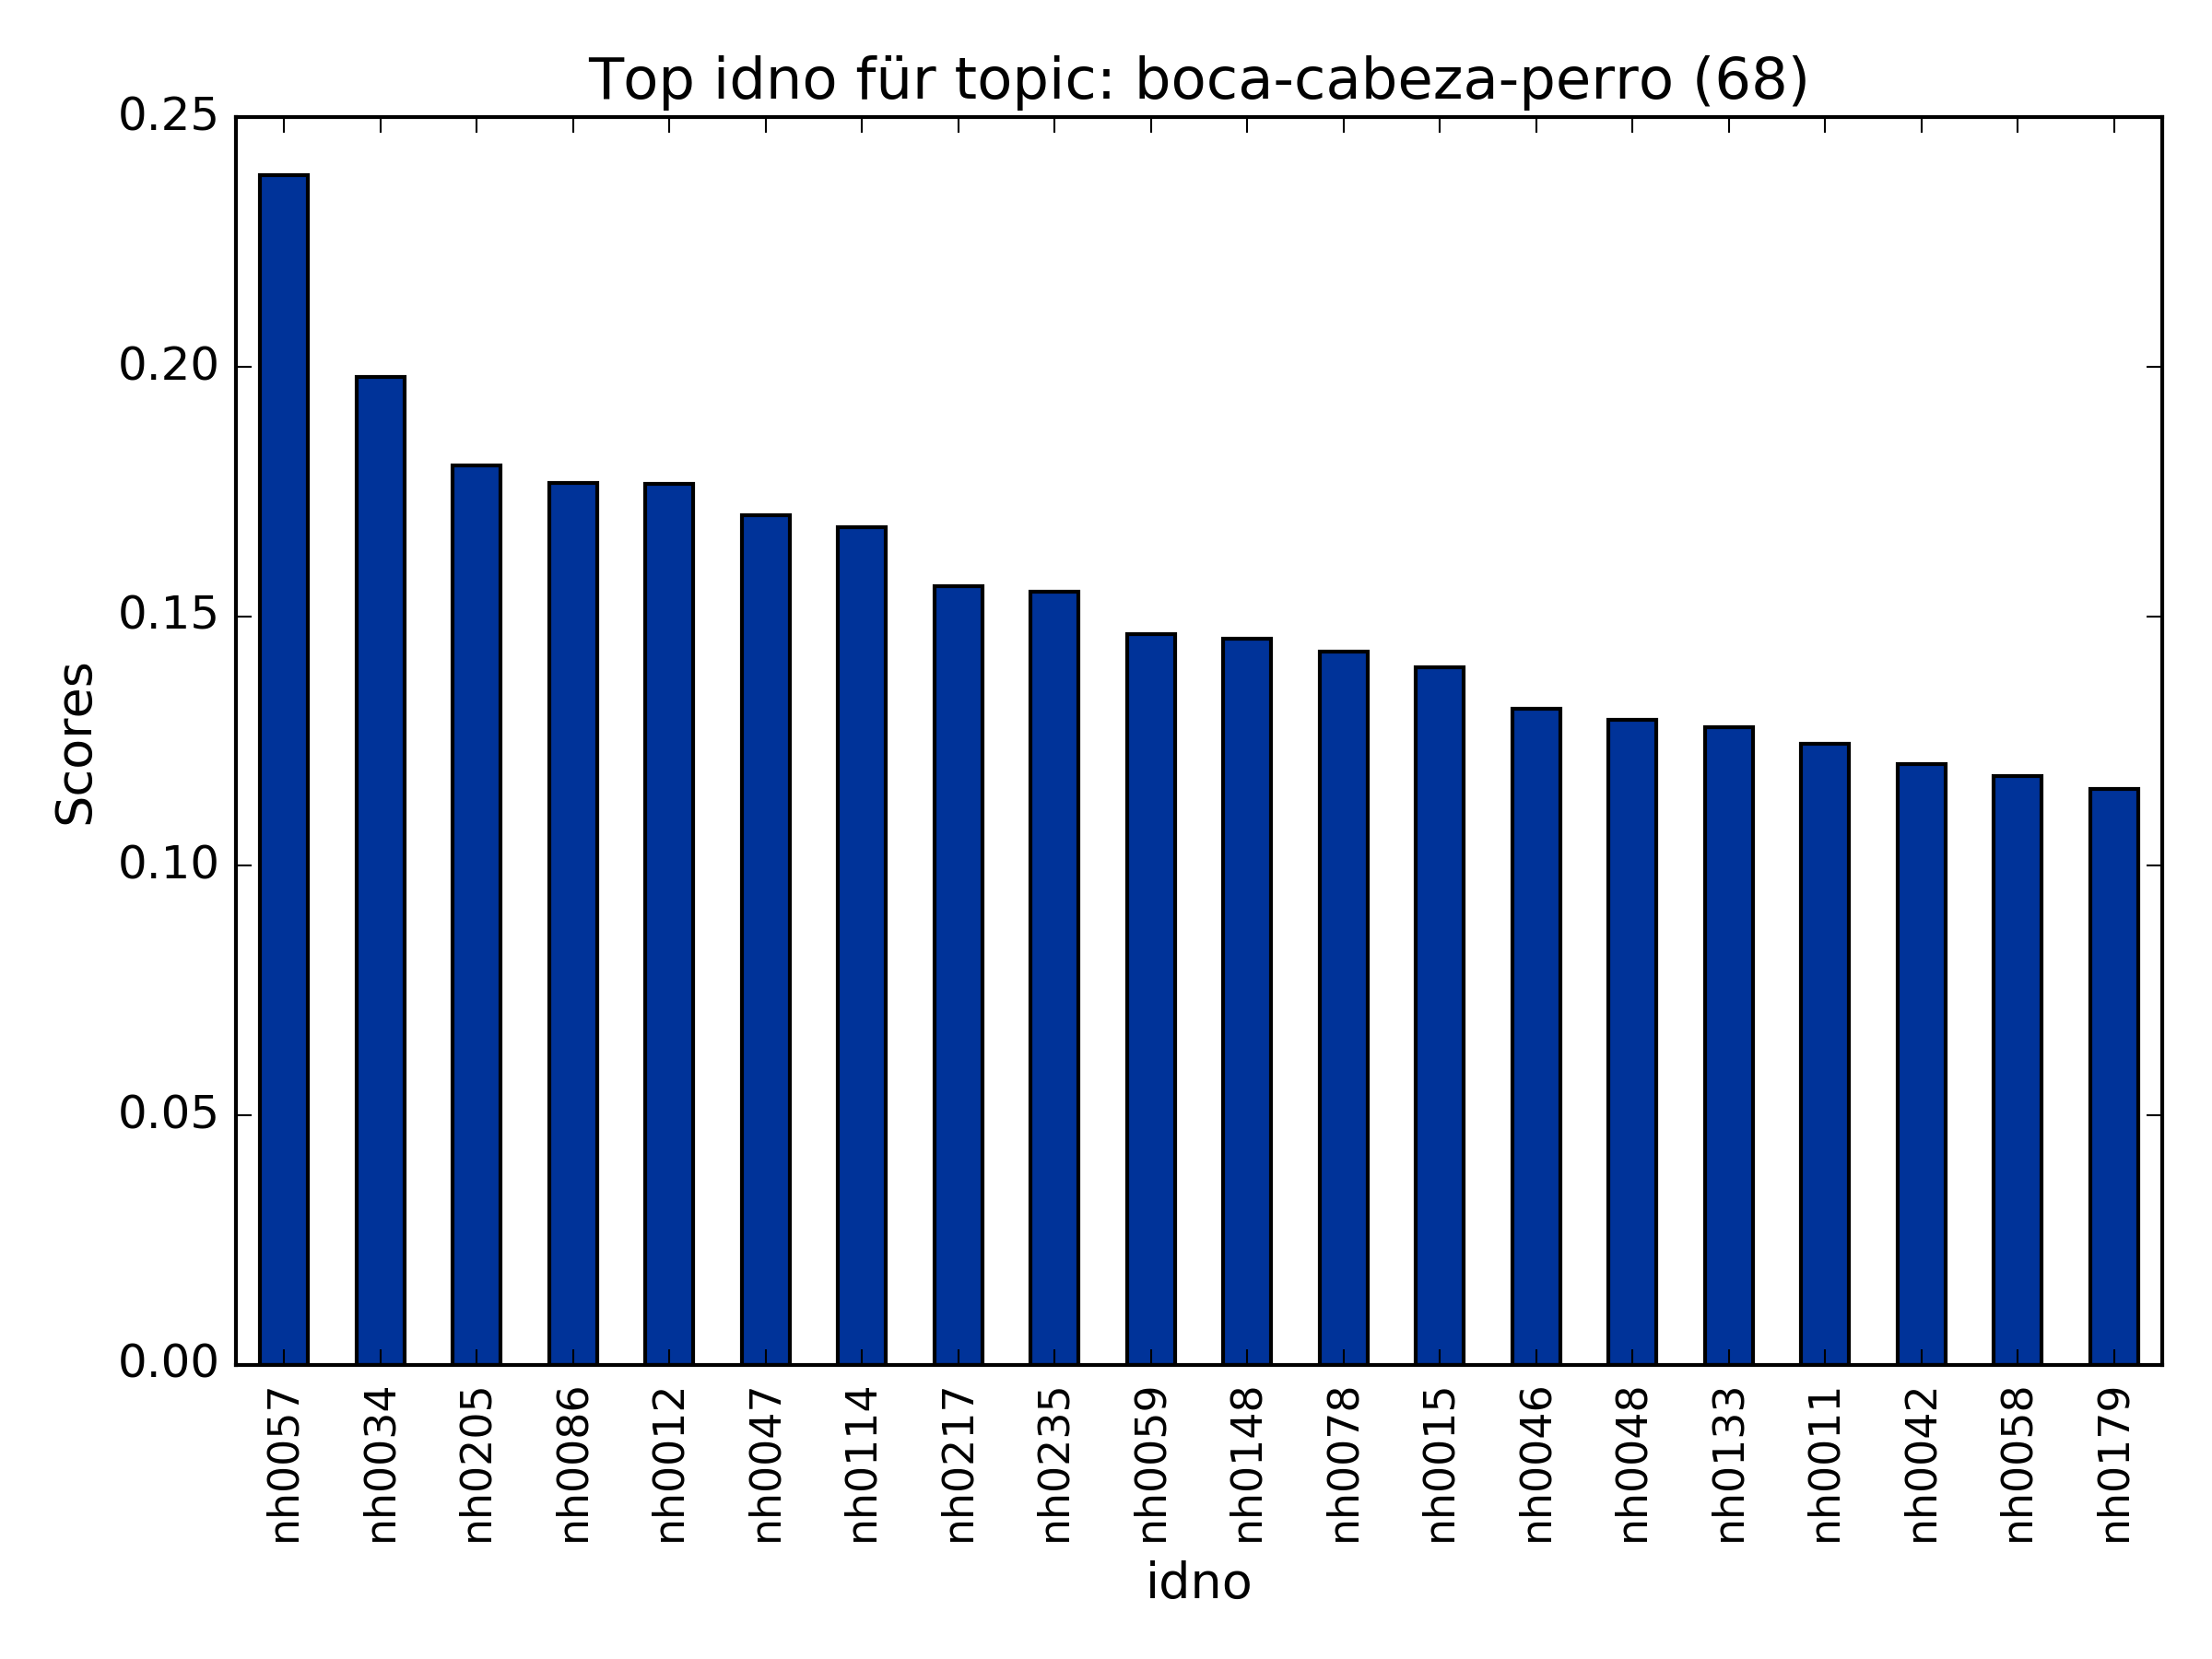 Top idno für topic: boca-cabeza-perro (68)
0.25
0.20
0.15
0.10
0.05
0.00
Scores
nh0057
nh0034
nh0205
nh0086
nh0012
nh0047
nh0114
nh0217
nh0235
nh0059
nh0148
nh0078
nh0015
nh0046
nh0048
nh0133
nh0011
nh0042
nh0058
nh0179
idno